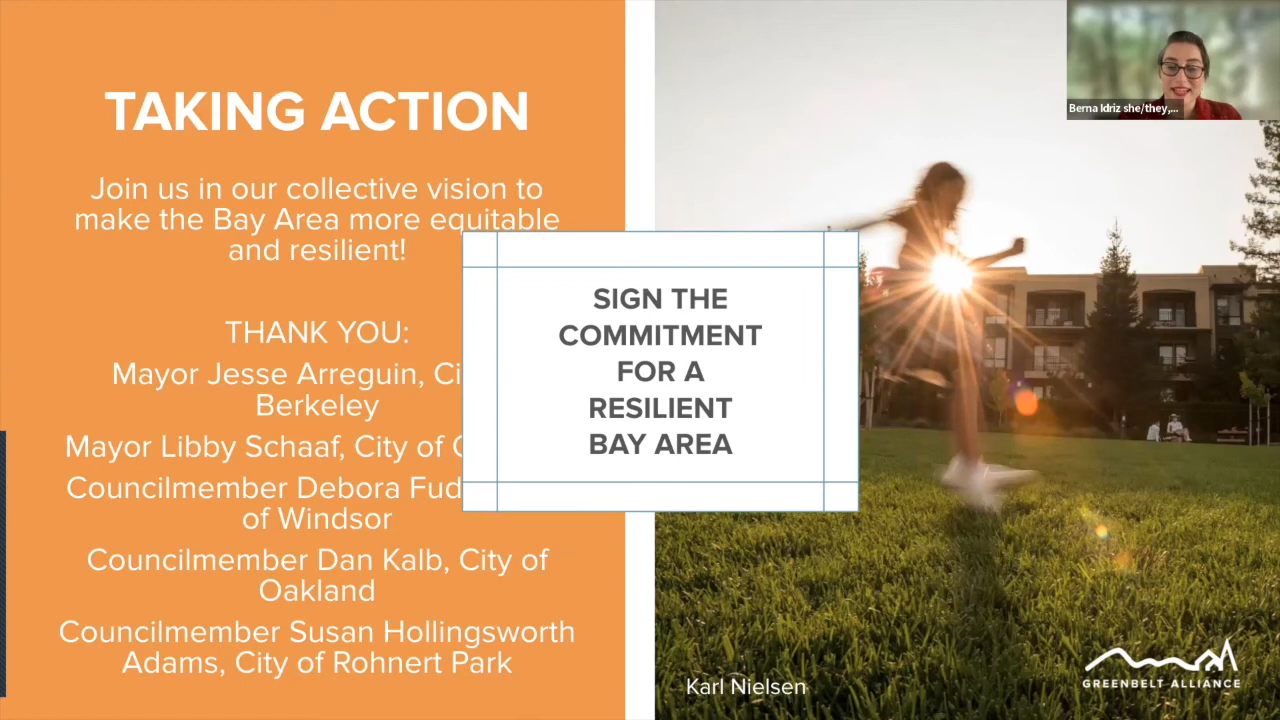 TAKING ACTION
Join us in our collective vision to
make the Bay Area more equitable
and resilient!
THANK YOU:
Mayor Jesse Arreguin, Ci
Berkeley
Mayor Libby Schaaf, City of
Councilmember Debora Fud
of Windsor
Councilmember Dan Kalb, City of
Oakland
Councilmember Susan Hollingsworth
Adams, City of Rohnert Park
SIGN THE
COMMITMENT
FOR A
RESILIENT
BAY AREA
Berna Idriz she/they,...
Karl Nielsen
GREENBELT ALLIANCE